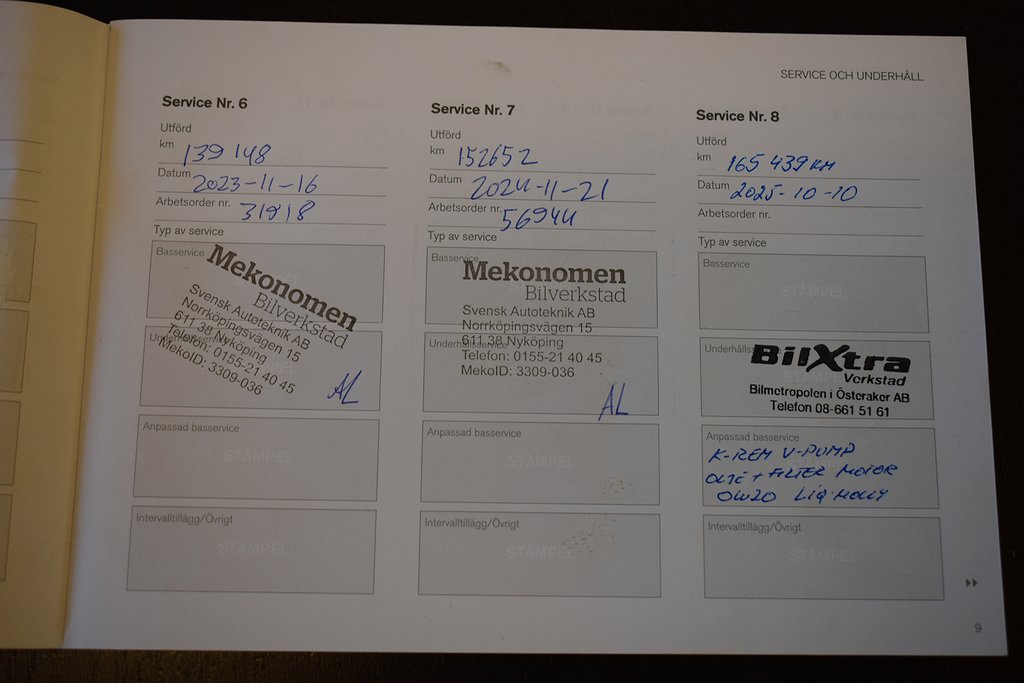 SERVICE OCH UNDERHÅLL
Service Nr. 6
Utförd
km 139 148
Datum 2023-11-16
Arbetsorder nr. 31918
Typ av service
Basservice
Mekonomen
Bilverkstad
Svensk Autoteknik AB
Norrköpingsvägen 15
611 38 Nyköping
Telefon: 0155-21 40 45
MekoID: 3309-036
AL
Anpassad basservice
STÄMPEL
Intervalltillägg/Övrigt
STÄMPEL
Service Nr. 7
Utförd
km 152652
Datum 2024-11-21
Arbetsorder nr. 56944
Typ av service
Basservice
Mekonomen
Bilverkstad
Svensk Autoteknik AB
Norrköpingsvägen 15
611 38 Nyköping
Underhållsservice
Telefon: 0155-21 40 45
MekoID: 3309-036
AL
Anpassad basservice
STÄMPEL
Intervalltillägg/Övrigt
STÄMPEL
Service Nr. 8
Utförd
km 165 439 KM
Datum 2025-10-10
Arbetsorder nr.
Typ av service
Basservice
STÄMPEL
BilXtra
Verkstad
Bilmetropolen i Österaker AB
Telefon 08-661 51 61
Anpassad basservice
K-REM V-PUMP
OLJE + FILTER MOTOR
0W20 LIQ MOLLY
Intervalltillägg/Övrigt
STÄMPEL
9